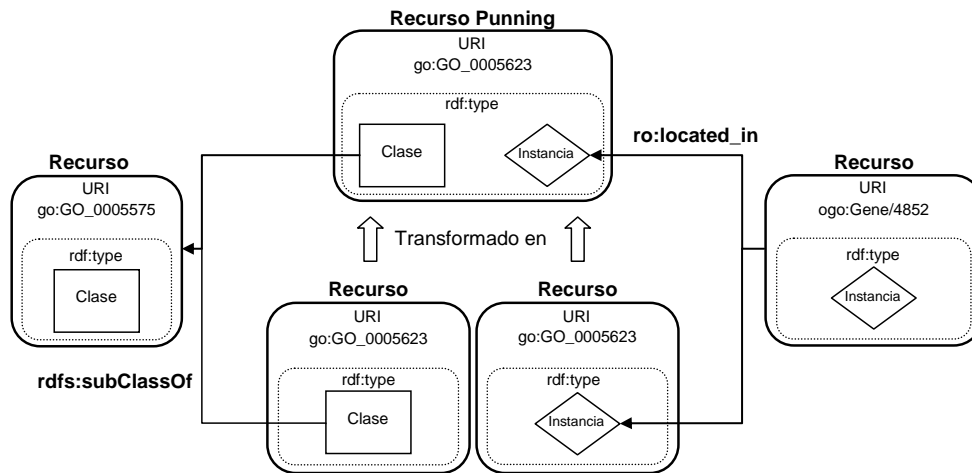 Recurso Punning
URI
go:GO_0005623
rdf:type
Clase
Instancia
ro:located_in
Recurso
URI
go:GO_0005575
rdf:type
Clase
Recurso
URI
ogo:Gene/4852
rdf:type
Instancia
Transformado en
Recurso
URI
go:GO_0005623
rdf:type
Clase
Recurso
URI
go:GO_0005623
rdf:type
Instancia
rdfs:subClassOf